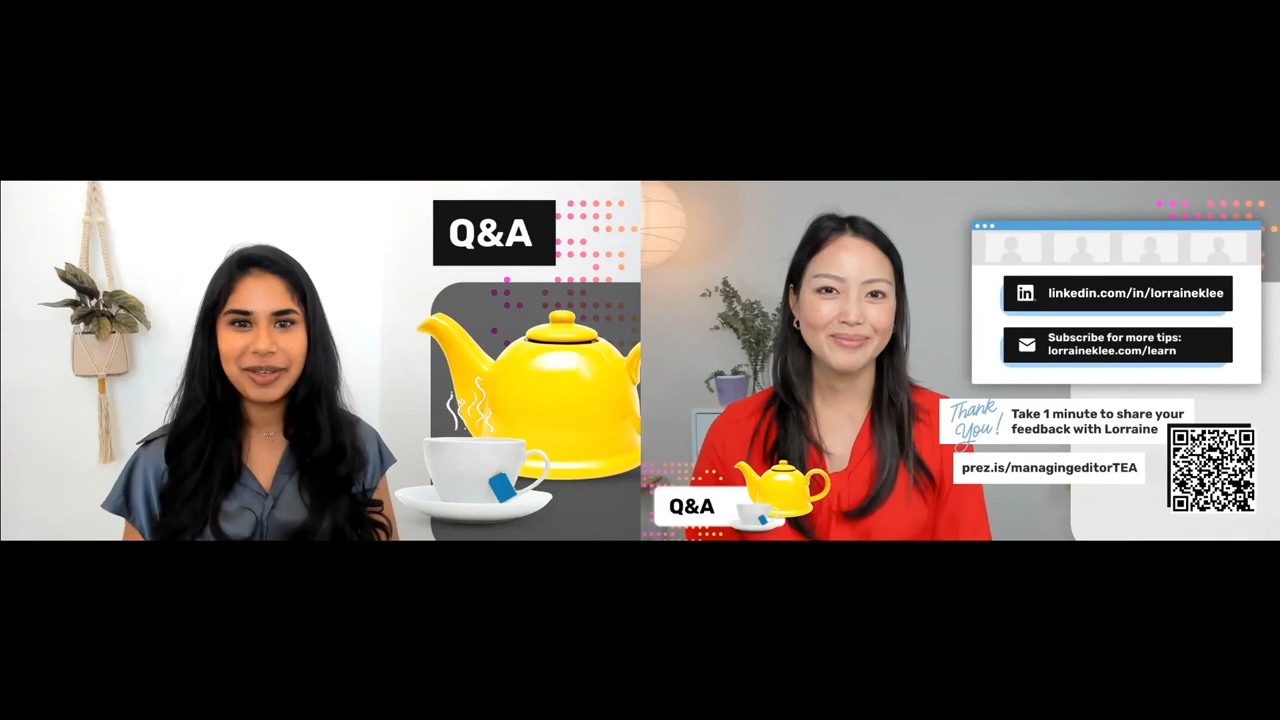 Q&A
in linkedin.com/in/lorraineklee
Subscribe for more tips:
lorraineklee.com/learn
Thank
You!
Take 1 minute to share your
feedback with Lorraine
prez.is/managingeditorTEA
Q&A